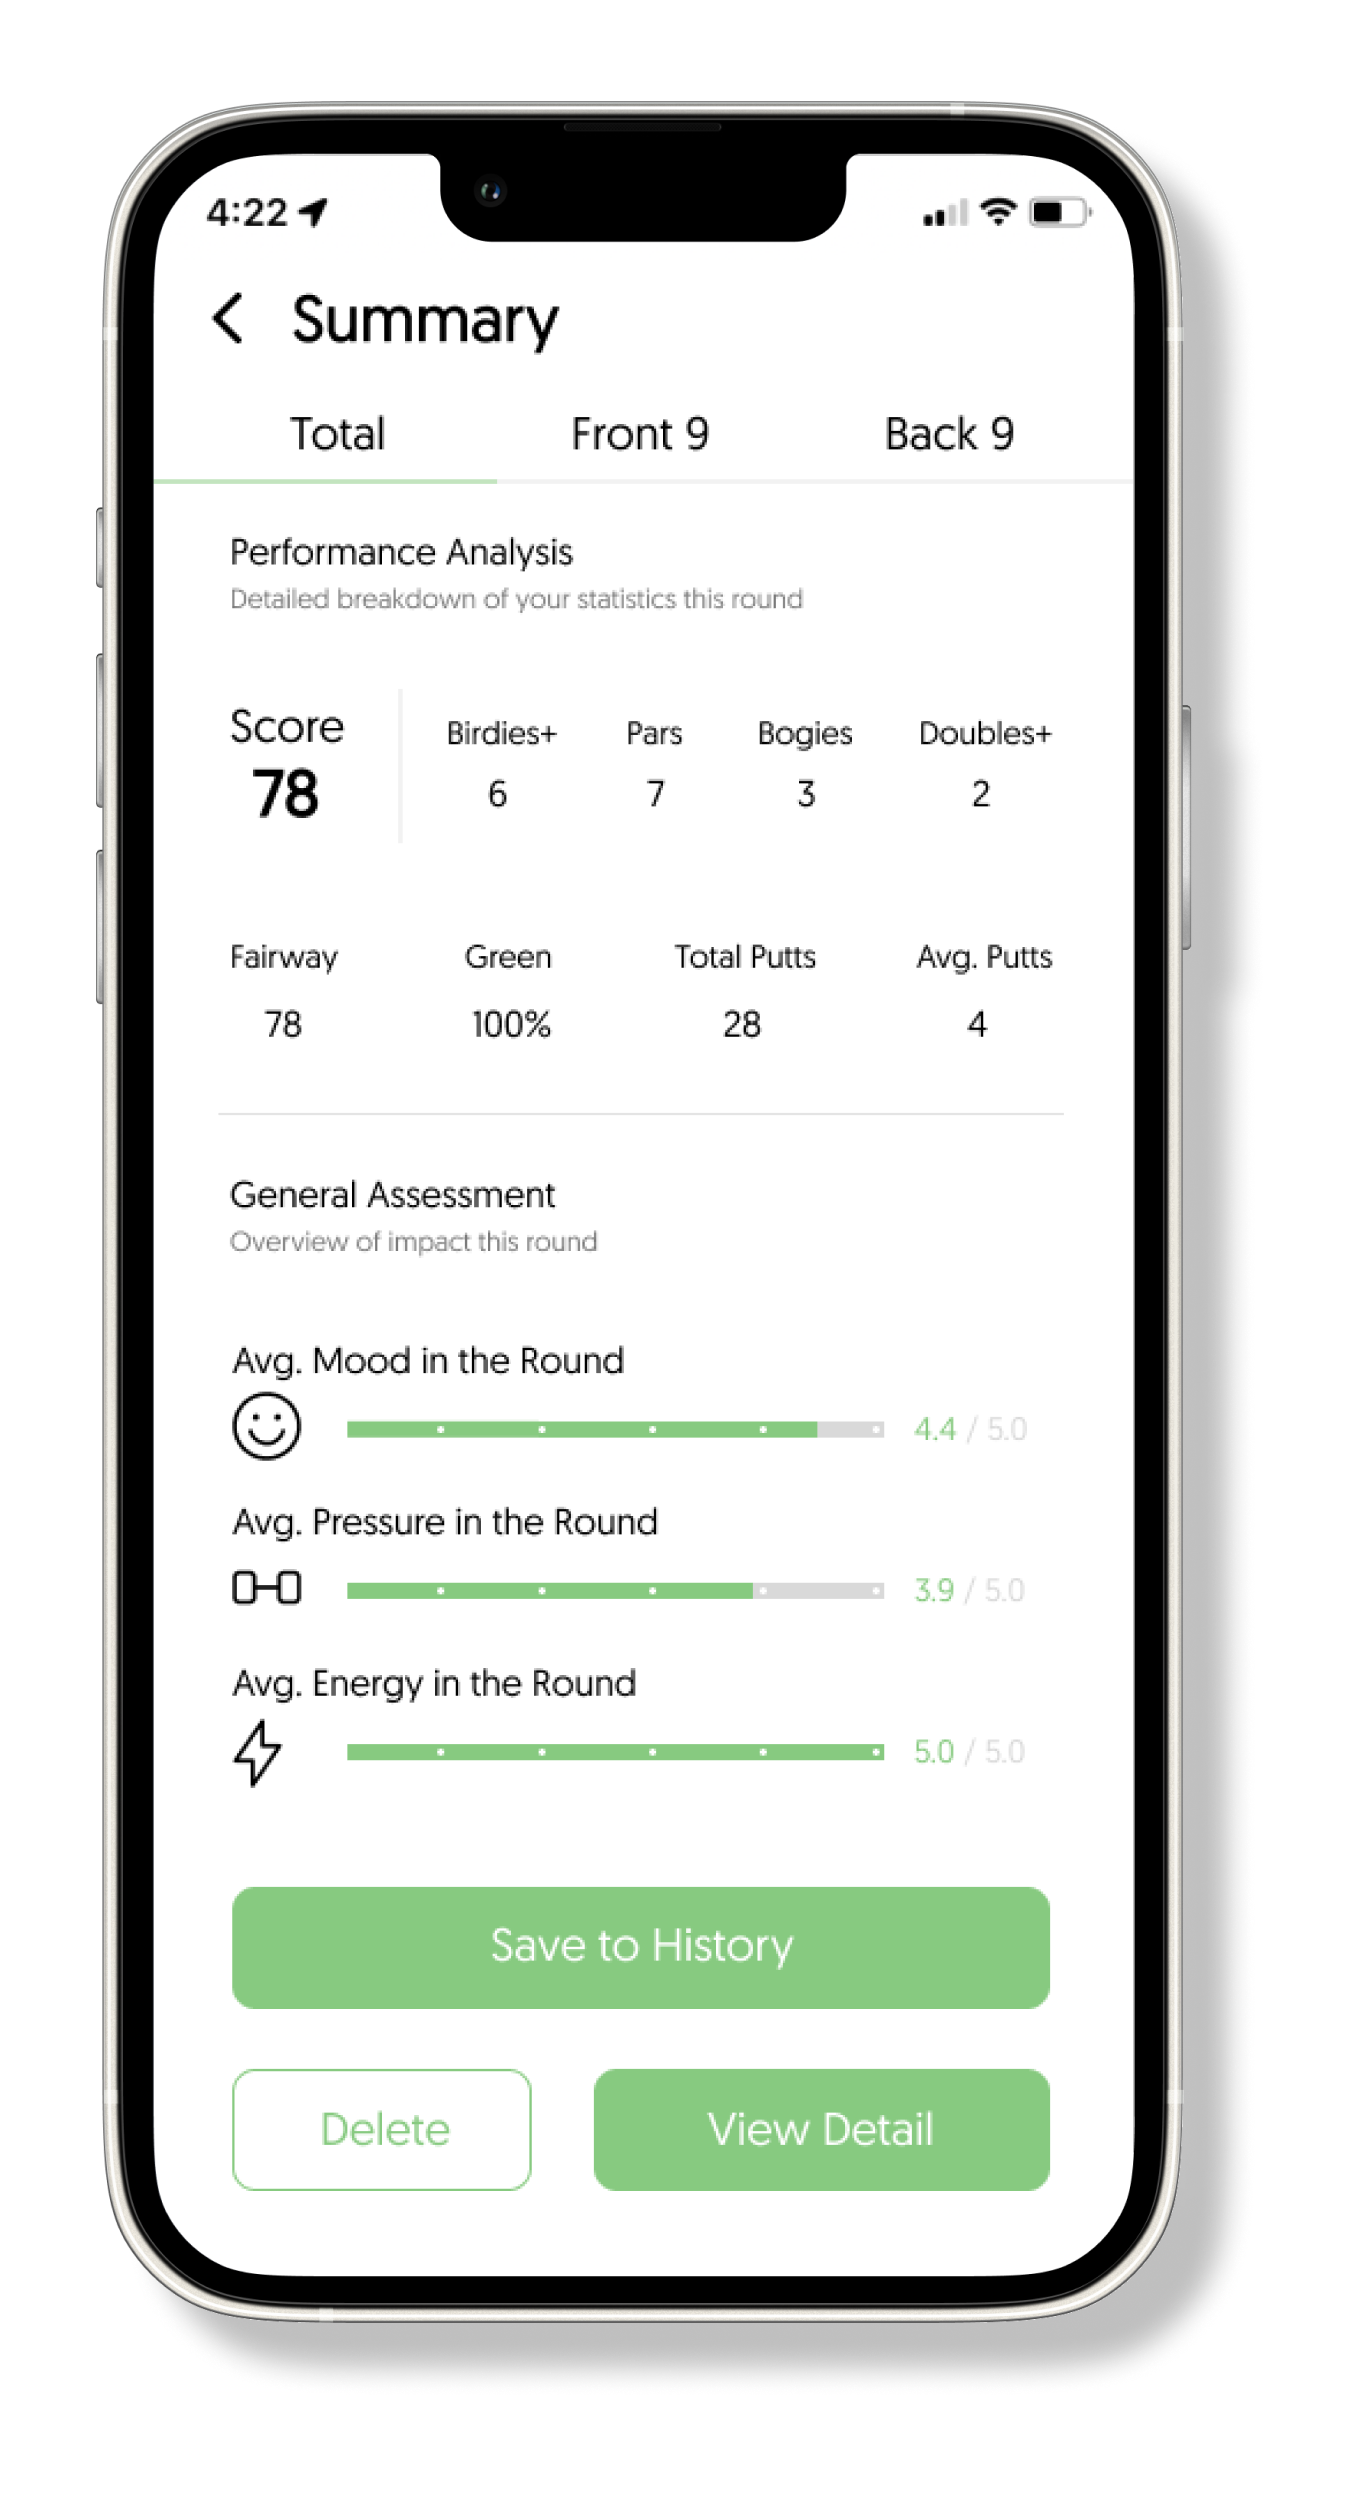 4:22
Summary
Total Front 9 Back 9
Performance Analysis
Detailed breakdown of your statistics this round
Score Birdies+ Pars Bogies Doubles+
78 6 7 3 2
Fairway Green Total Putts Avg. Putts
78 100% 28 4
General Assessment
Overview of impact this round
Avg. Mood in the Round
4.4 / 5.0
Avg. Pressure in the Round
3.9 / 5.0
Avg. Energy in the Round
5.0 / 5.0
Save to History
Delete View Detail